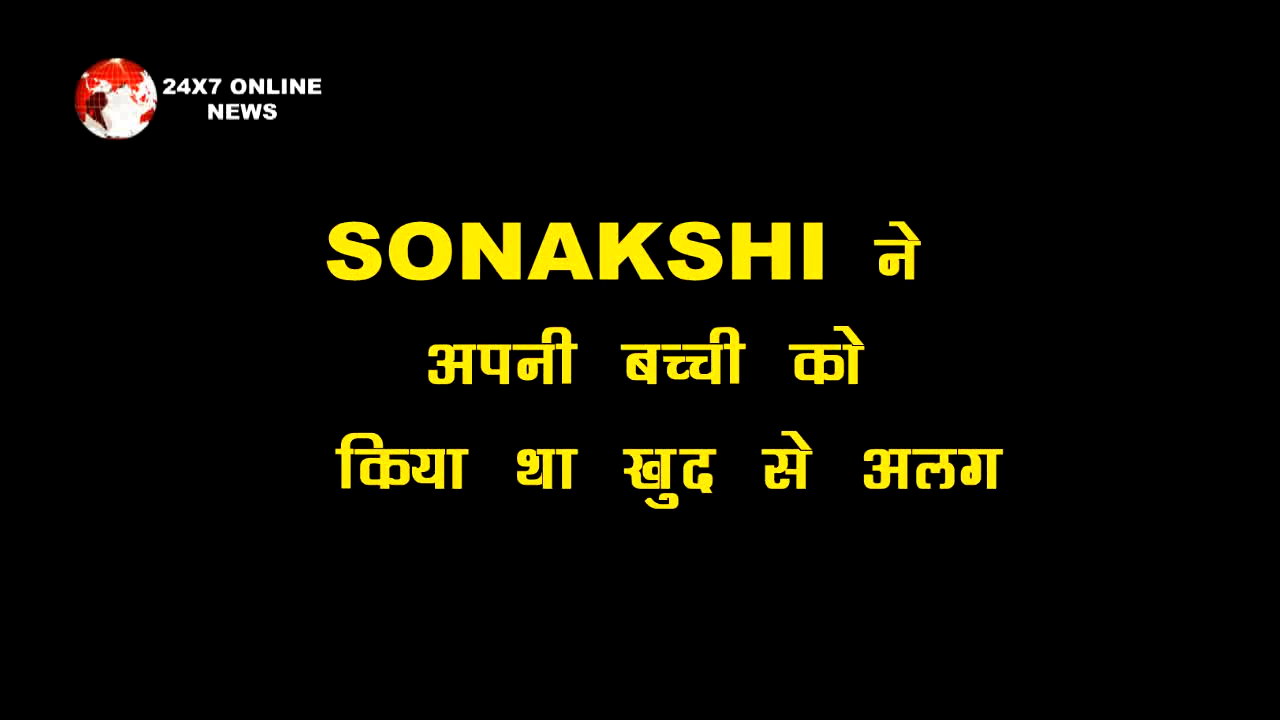 24X7 ONLINE
NEWS
SONAKSHI ने
अपनी बच्ची को
किया था खुद से अलग